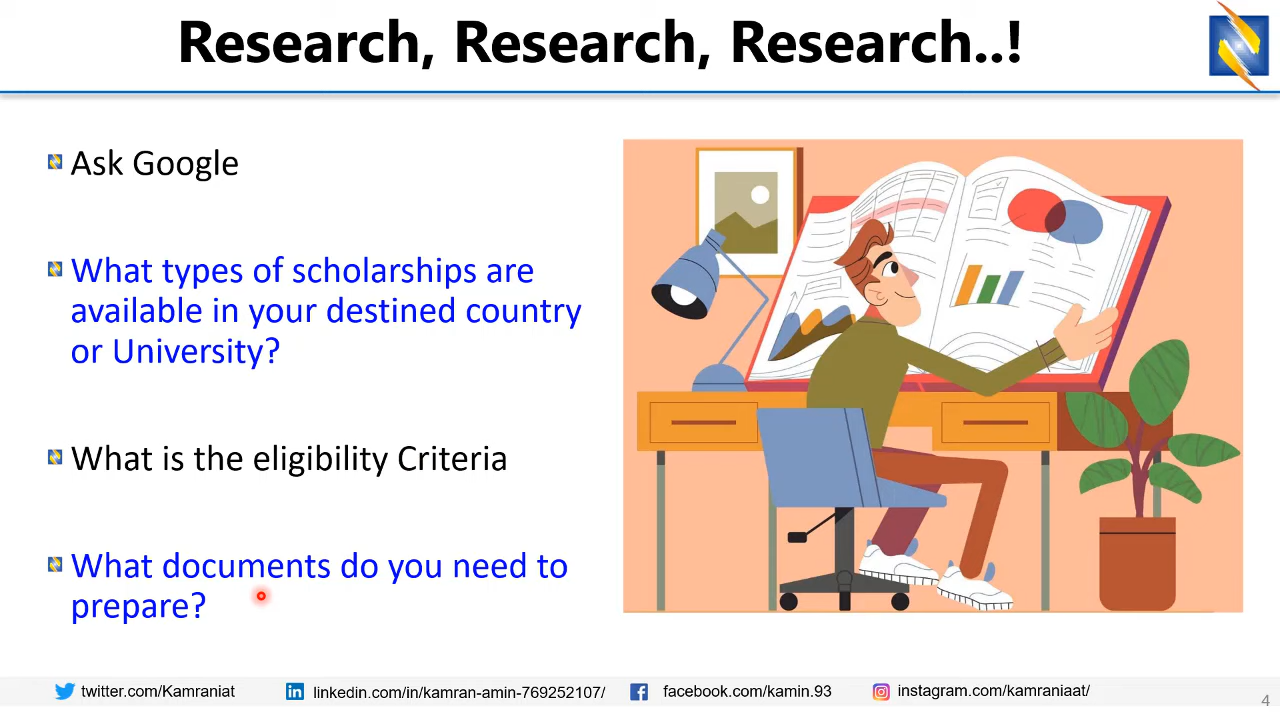 Research, Research, Research..!
Ask Google
What types of scholarships are
available in your destined country
or University?
What is the eligibility Criteria
What documents do you need to
prepare?
twitter.com/Kamraniat
linkedin.com/in/kamran-amin-769252107/
facebook.com/kamin.93
instagram.com/kamraniaat/
4